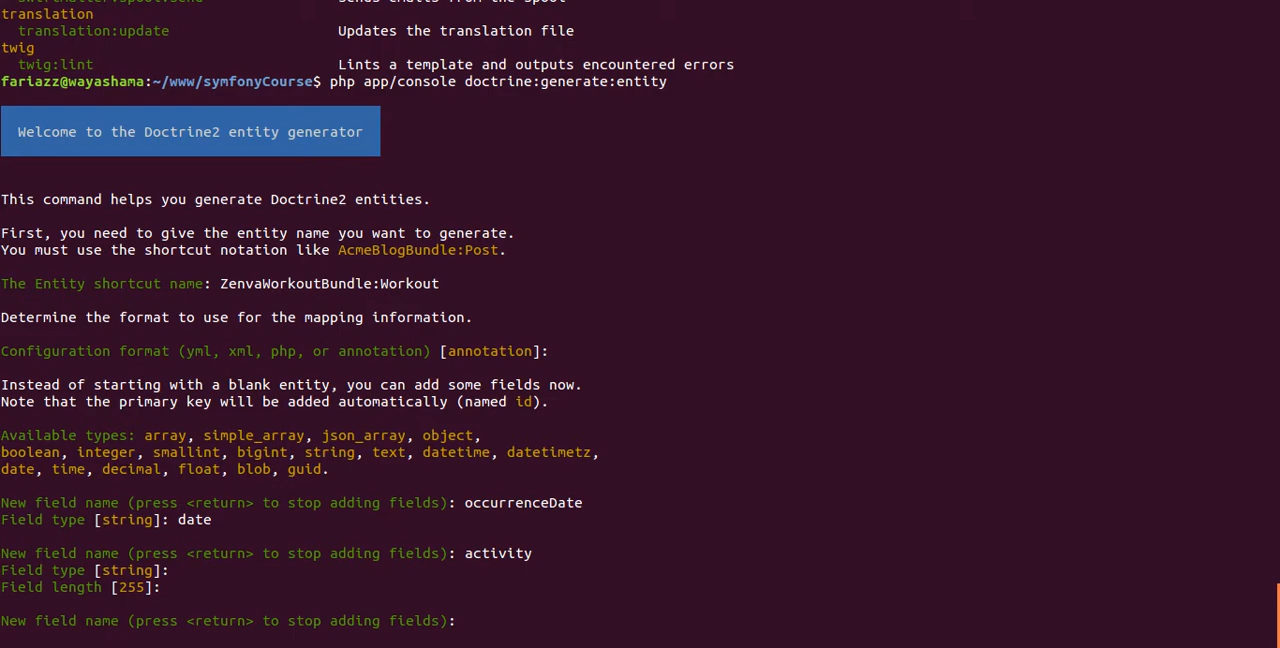 translation
translation:update Updates the translation file
twig
twig:lint Lints a template and outputs encountered errors
fariazz@wayashama:~/www/symfonyCourse$ php app/console doctrine:generate:entity
Welcome to the Doctrine2 entity generator
This command helps you generate Doctrine2 entities.
First, you need to give the entity name you want to generate.
You must use the shortcut notation like AcmeBlogBundle:Post.
The Entity shortcut name: ZenvaWorkoutBundle:Workout
Determine the format to use for the mapping information.
Configuration format (yml, xml, php, or annotation) [annotation]:
Instead of starting with a blank entity, you can add some fields now.
Note that the primary key will be added automatically (named id).
Available types: array, simple_array, json_array, object,
boolean, integer, smallint, bigint, string, text, datetime, datetimetz,
date, time, decimal, float, blob, guid.
New field name (press <return> to stop adding fields): occurrenceDate
Field type [string]: date
New field name (press <return> to stop adding fields): activity
Field type [string]:
Field length [255]:
New field name (press <return> to stop adding fields):